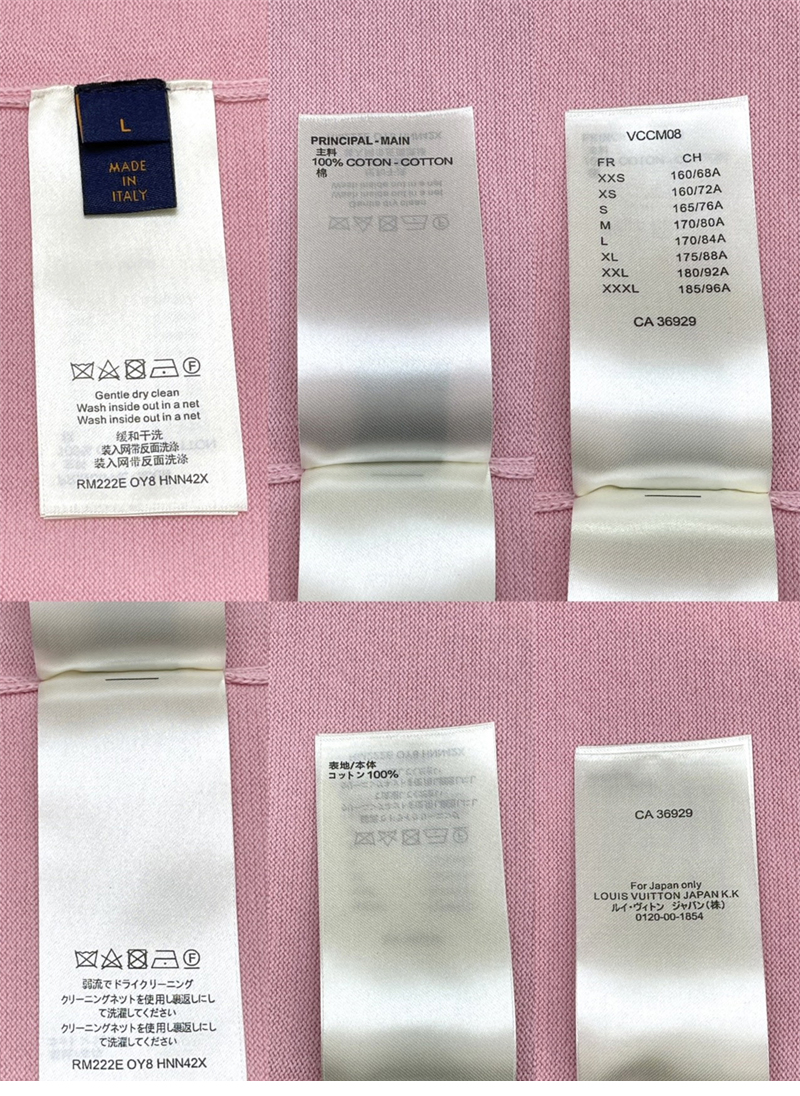 L
MADE
IN
ITALY
Gentle dry clean
Wash inside out in a net
Wash inside out in a net
缓和干洗
装入网带反面洗涤
装入网带反面洗涤
RM222E OY8 HNN42X
PRINCIPAL - MAIN
主料
100% COTON - COTTON
棉
VCCM08
FR CH
XXS 160/68A
XS 160/72A
S 165/76A
M 170/80A
L 170/84A
XL 175/88A
XXL 180/92A
XXXL 185/96A
CA 36929
弱流でドライクリーニング
クリーニングネットを使用し裏返しにし
て洗濯してください
クリーニングネットを使用し裏返しにし
て洗濯してください
RM222E OY8 HNN42X
表地/本体
コットン 100%
CA 36929
For Japan only
LOUIS VUITTON JAPAN K.K
ルイ・ヴィトン ジャパン(株)
0120-00-1854